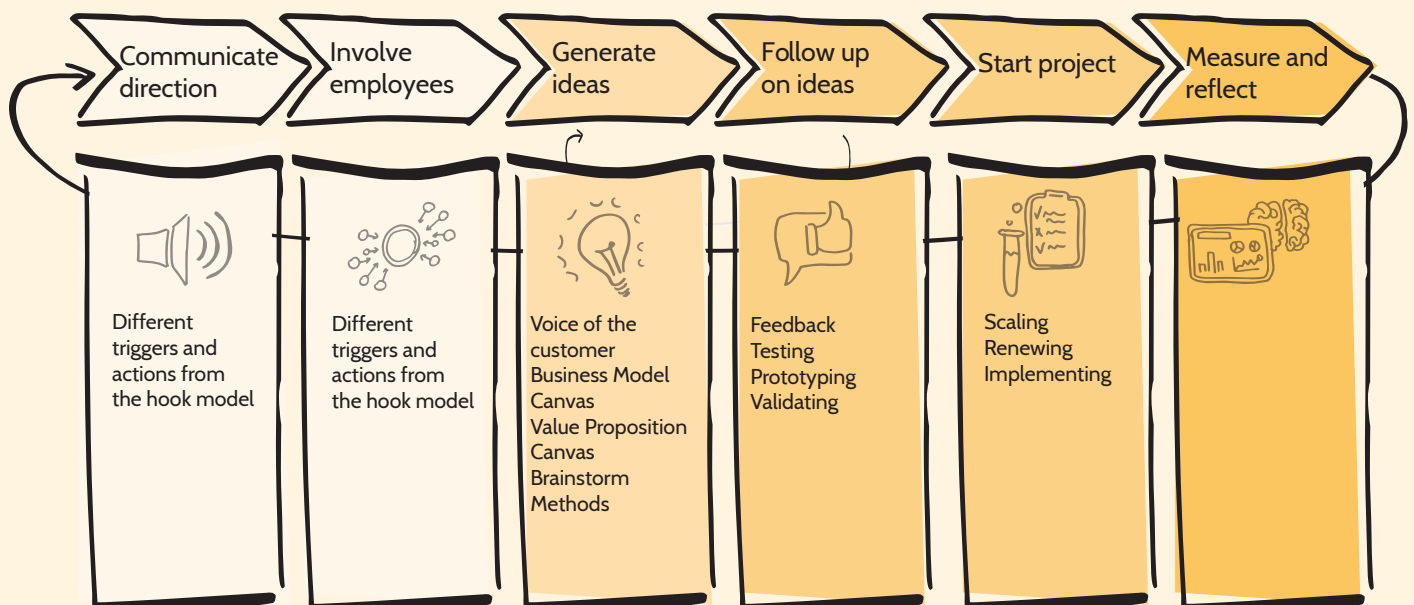 Communicate
direction
Involve
employees
Generate
ideas
Follow up
on ideas
Start project
Measure and
reflect
Different
triggers and
actions from
the hook model
Different
triggers and
actions from
the hook model
Voice of the
customer
Business Model
Canvas
Value Proposition
Canvas
Brainstorm
Methods
Feedback
Testing
Prototyping
Validating
Scaling
Renewing
Implementing